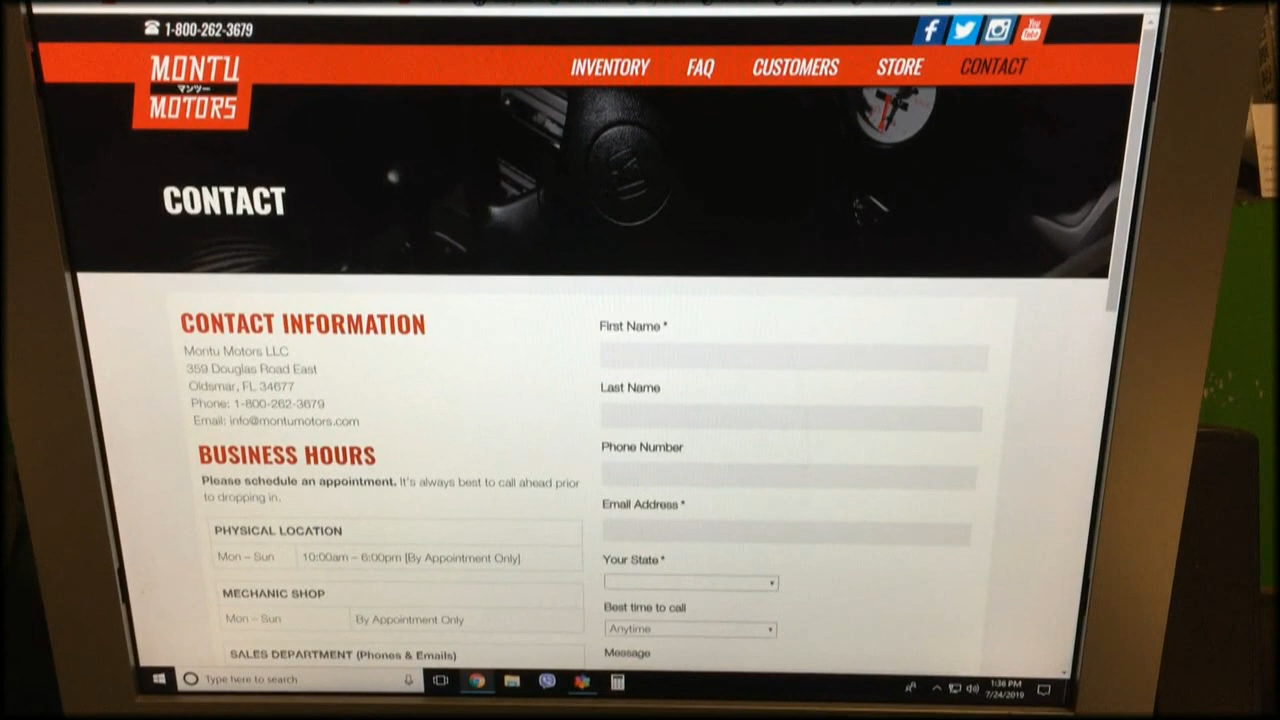 1-800-262-3679
You
Tube
MONTU
マンツー
MOTORS
INVENTORY FAQ CUSTOMERS STORE CONTACT
CONTACT
CONTACT INFORMATION
Montu Motors LLC
359 Douglas Road East
Oldsmar, FL 34677
Phone: 1-800-262-3679
Email: info@montumotors.com
BUSINESS HOURS
Please schedule an appointment. It's always best to call ahead prior
to dropping in.
PHYSICAL LOCATION
Mon – Sun 10:00am – 6:00pm [By Appointment Only]
MECHANIC SHOP
Mon – Sun By Appointment Only
SALES DEPARTMENT (Phones & Emails)
First Name *
Last Name
Phone Number
Email Address *
Your State *
Best time to call
Anytime
Message
Type here to search
1:36 PM
7/24/2019